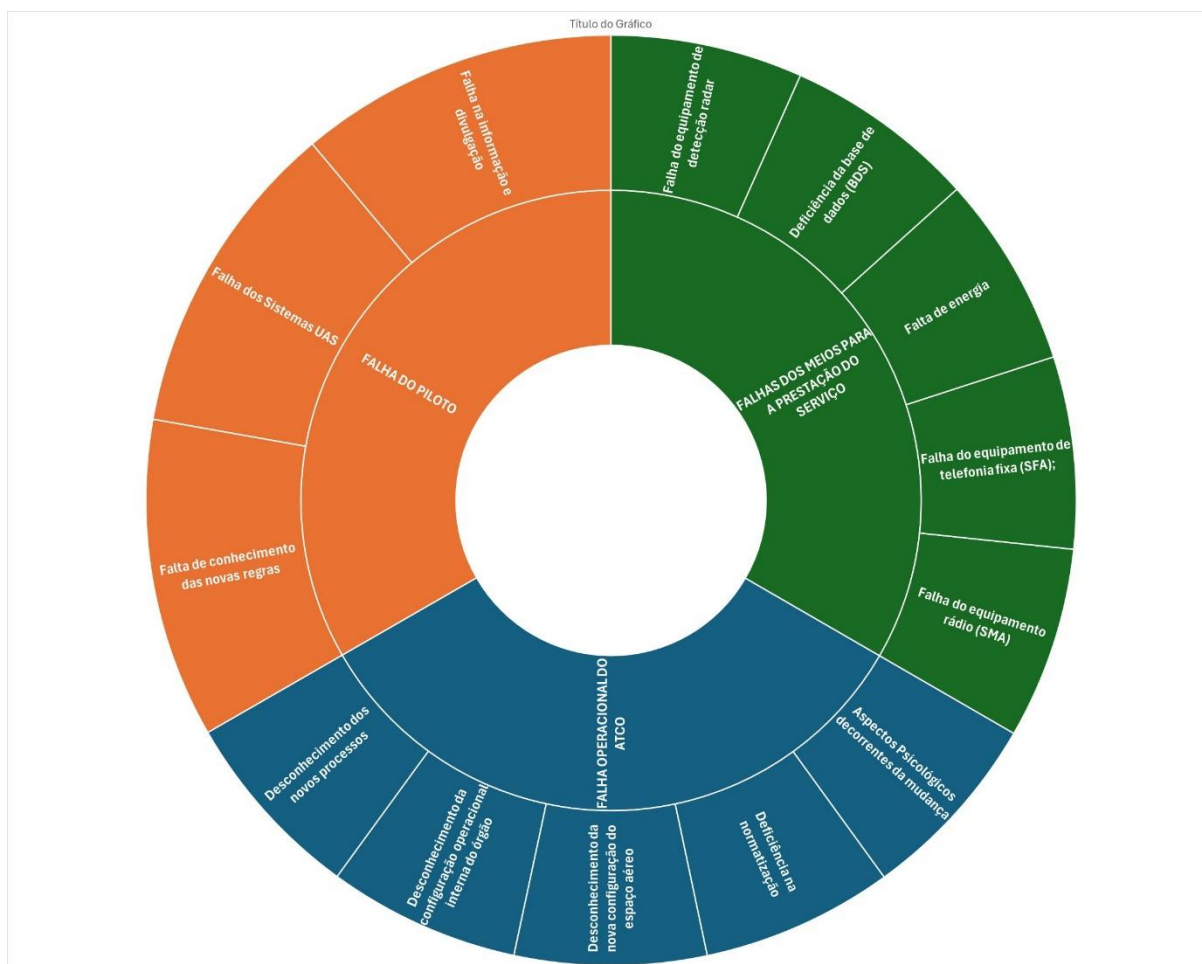 Título do Gráfico
Falha do equipamento de
detecção radar
Deficiência da base de
dados (BDS)
Falta de energia
Falha do equipamento de
telefonia fixa (SFA);
Falha do equipamento
rádio (SMA)
FALHAS DOS MEIOS PARA
A PRESTAÇÃO DO
SERVIÇO
Aspectos Psicológicos
decorrentes da mudança
Deficiência na
normatização
Desconhecimento da
nova configuração do
espaço aéreo
Desconhecimento da
configuração operacional
interna do órgão
Desconhecimento dos
novos processos
FALHA OPERACIONAL DO
ATCO
Falta de conhecimento
das novas regras
Falha dos Sistemas UAS
Falha na informação e
divulgação
FALHA DO PILOTO